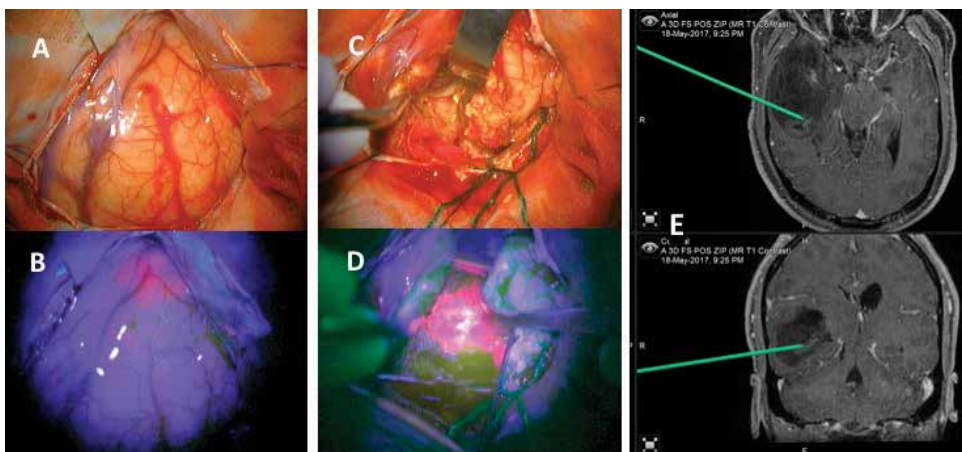 A
B
C
D
E
Axial
A 3D FS POS ZIP (MR T1 Contrast)
18-May-2017, 9:25 PM
A
R
A 3D FS POS ZIP (MR T1 Contrast)
18-May-2017, 9:25 PM
H
R